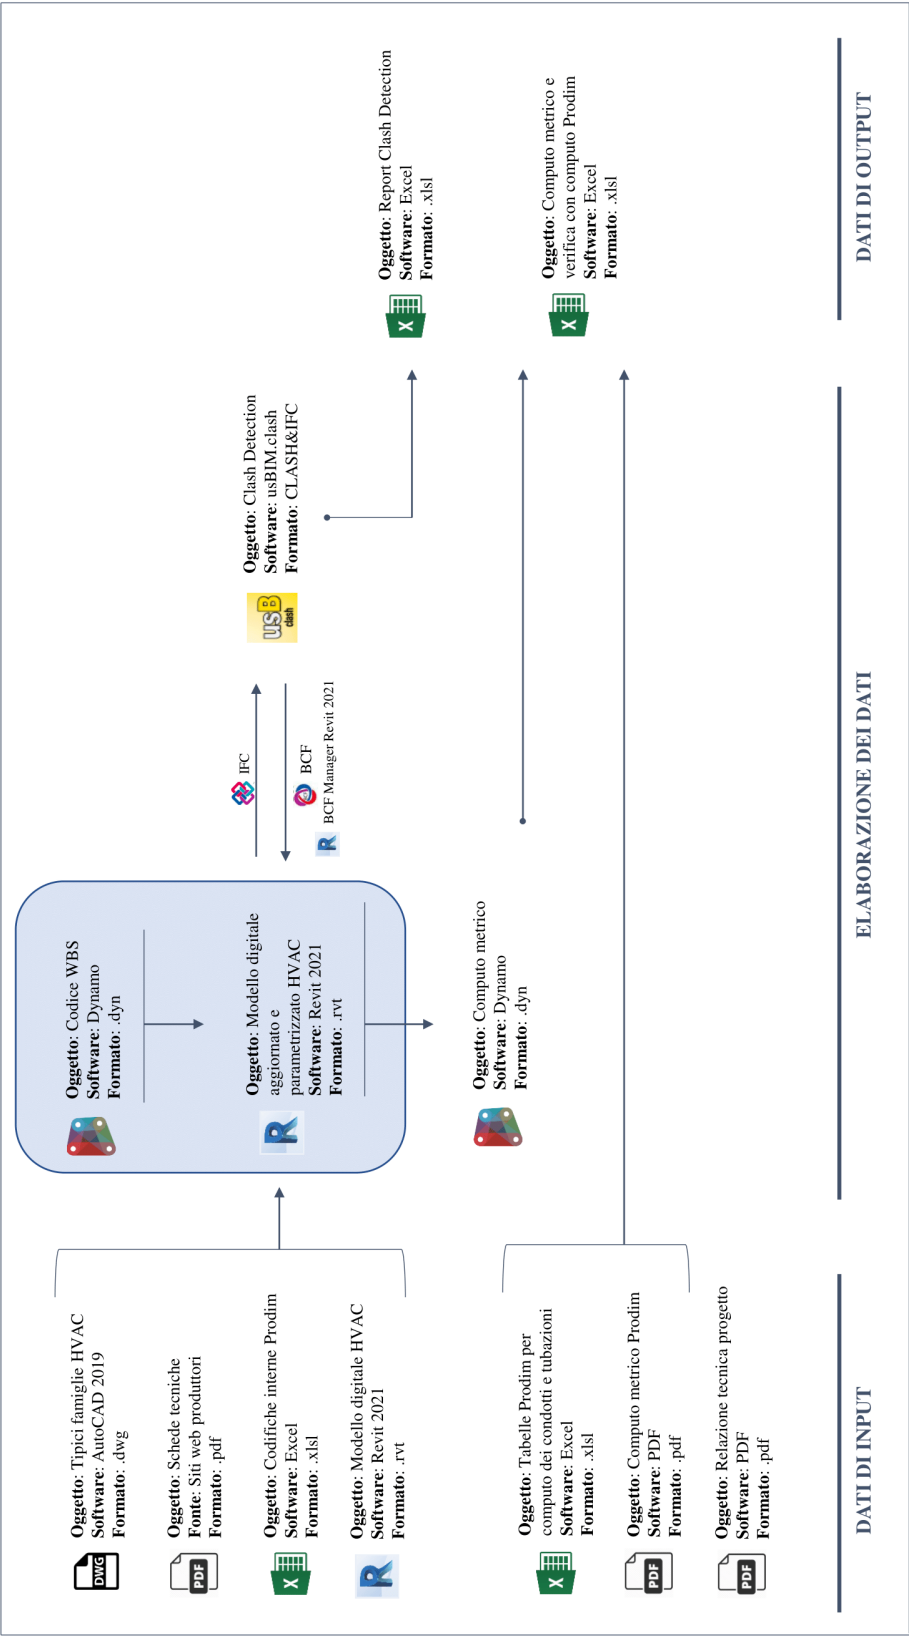 DWG
Oggetto: Tipici famiglie HVAC
Software: AutoCAD 2019
Formato: .dwg
PDF
Oggetto: Schede tecniche
Fonte: Siti web produttori
Formato: .pdf
X
Oggetto: Codifiche interne Prodim
Software: Excel
Formato: .xlsl
R
Oggetto: Modello digitale HVAC
Software: Revit 2021
Formato: .rvt
X
Oggetto: Tabelle Prodim per
computo dei condotti e tubazioni
Software: Excel
Formato: .xlsl
PDF
Oggetto: Computo metrico Prodim
Software: PDF
Formato: .pdf
PDF
Oggetto: Relazione tecnica progetto
Software: PDF
Formato: .pdf
DATI DI INPUT
Oggetto: Codice WBS
Software: Dynamo
Formato: .dyn
R
Oggetto: Modello digitale
aggiornato e
parametrizzato HVAC
Software: Revit 2021
Formato: .rvt
Oggetto: Computo metrico
Software: Dynamo
Formato: .dyn
IFC
BCF
R
BCF Manager Revit 2021
usB
clash
Oggetto: Clash Detection
Software: usBIM.clash
Formato: CLASH&IFC
ELABORAZIONE DEI DATI
X
Oggetto: Report Clash Detection
Software: Excel
Formato: .xlsl
X
Oggetto: Computo metrico e
verifica con computo Prodim
Software: Excel
Formato: .xlsl
DATI DI OUTPUT